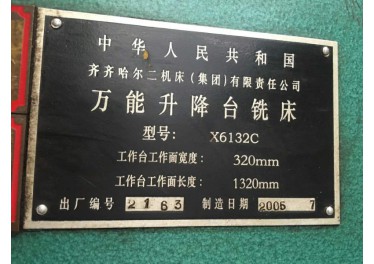 中华人民共和国
齐齐哈尔二机床(集团)有限责任公司
万能升降台铣床
型号: X6132C
工作台工作面宽度: 320mm
工作台工作面长度: 1320mm
出厂编号 2163 制造日期 2005 7